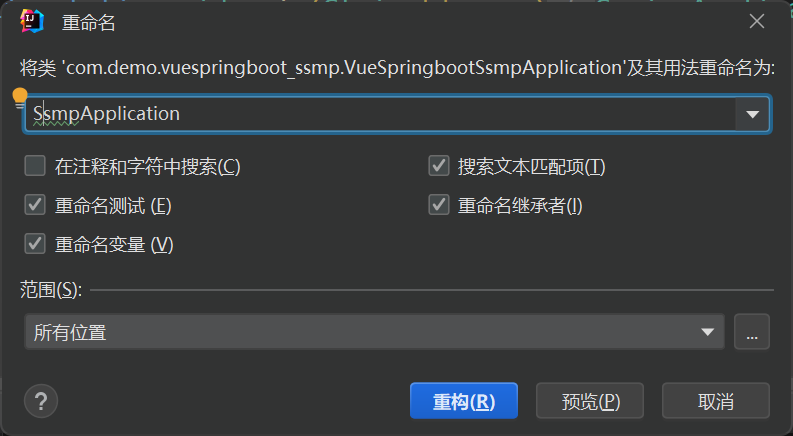 重命名
将类 'com.demo.vuespringboot_ssmp.VueSpringbootSsmpApplication'及其用法重命名为:
SsmpApplication
在注释和字符中搜索(C)
搜索文本匹配项(T)
重命名测试 (E)
重命名继承者(I)
重命名变量 (V)
范围(S):
所有位置
...
?
重构(R)
预览(P)
取消